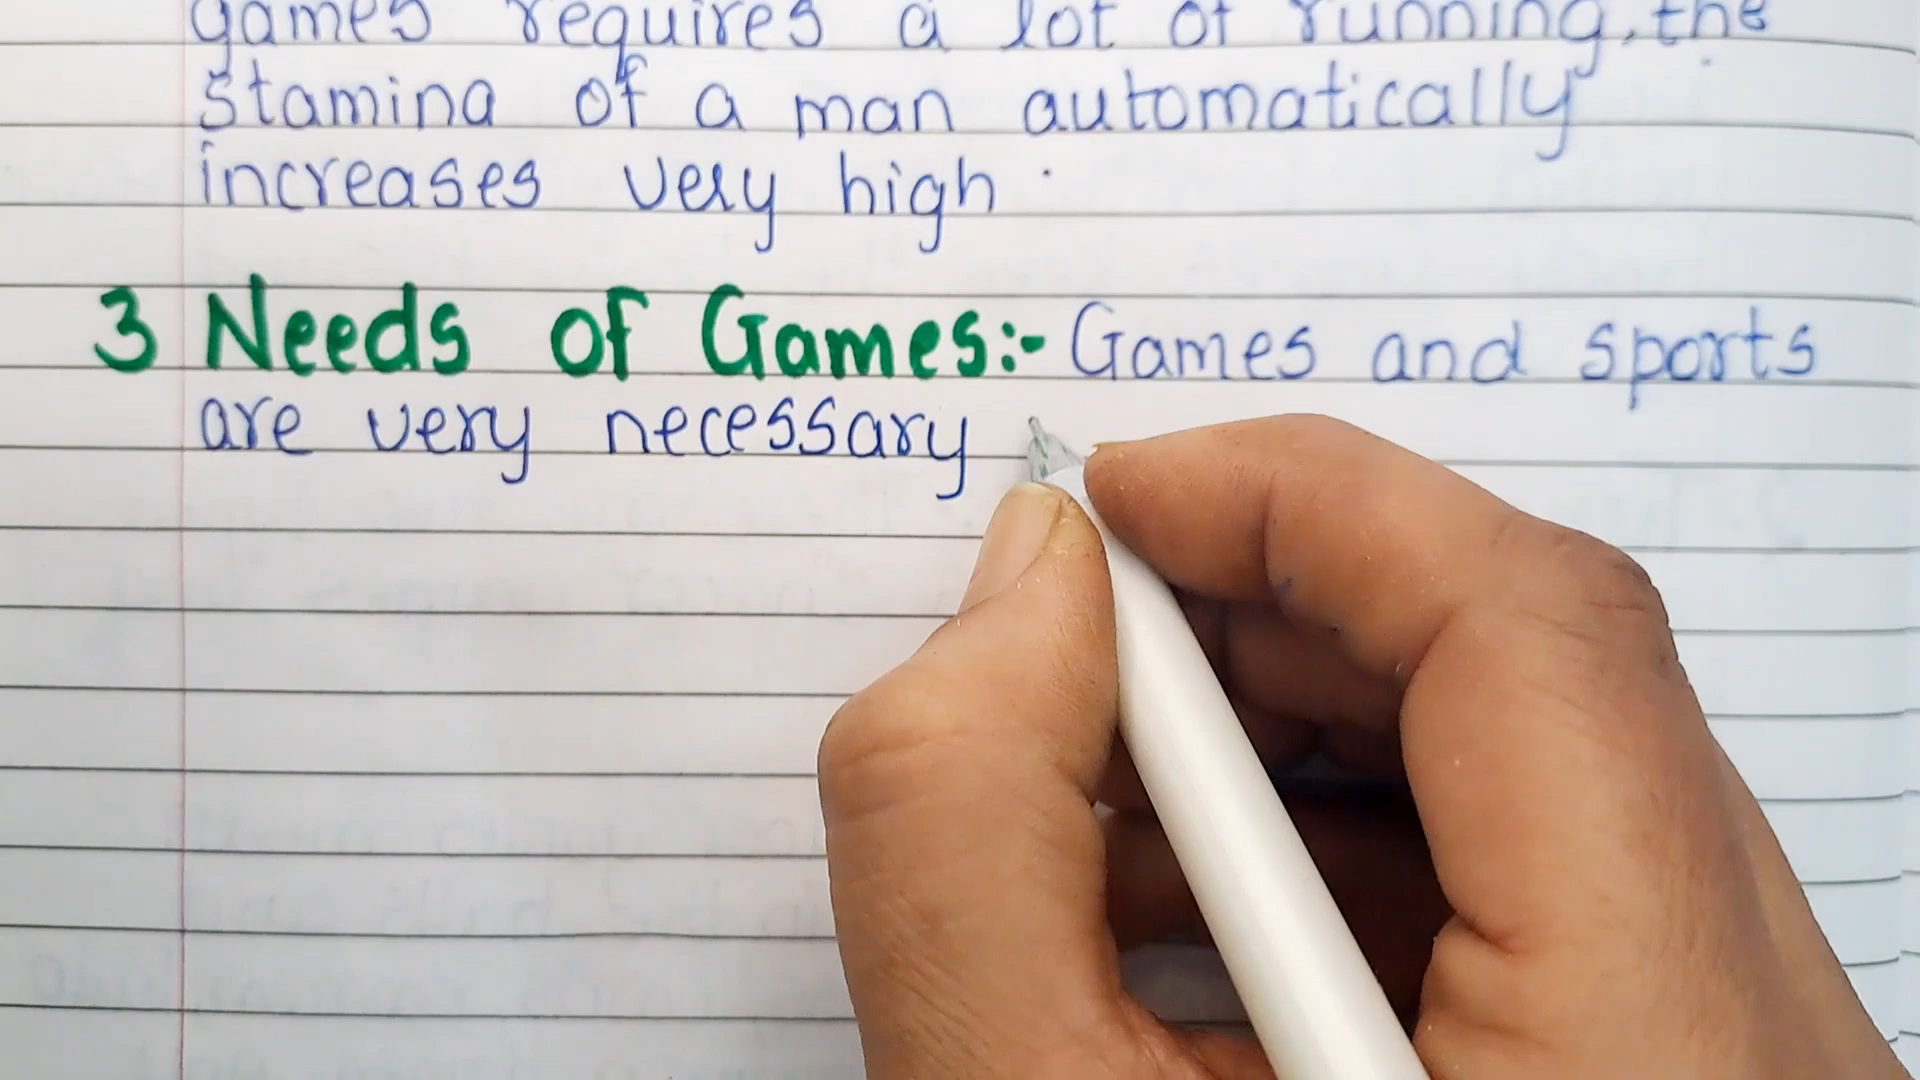 games requires a lot of running, the
stamina of a man automatically
increases very high.
3 Needs of Games:- Games and sports
are very necessary